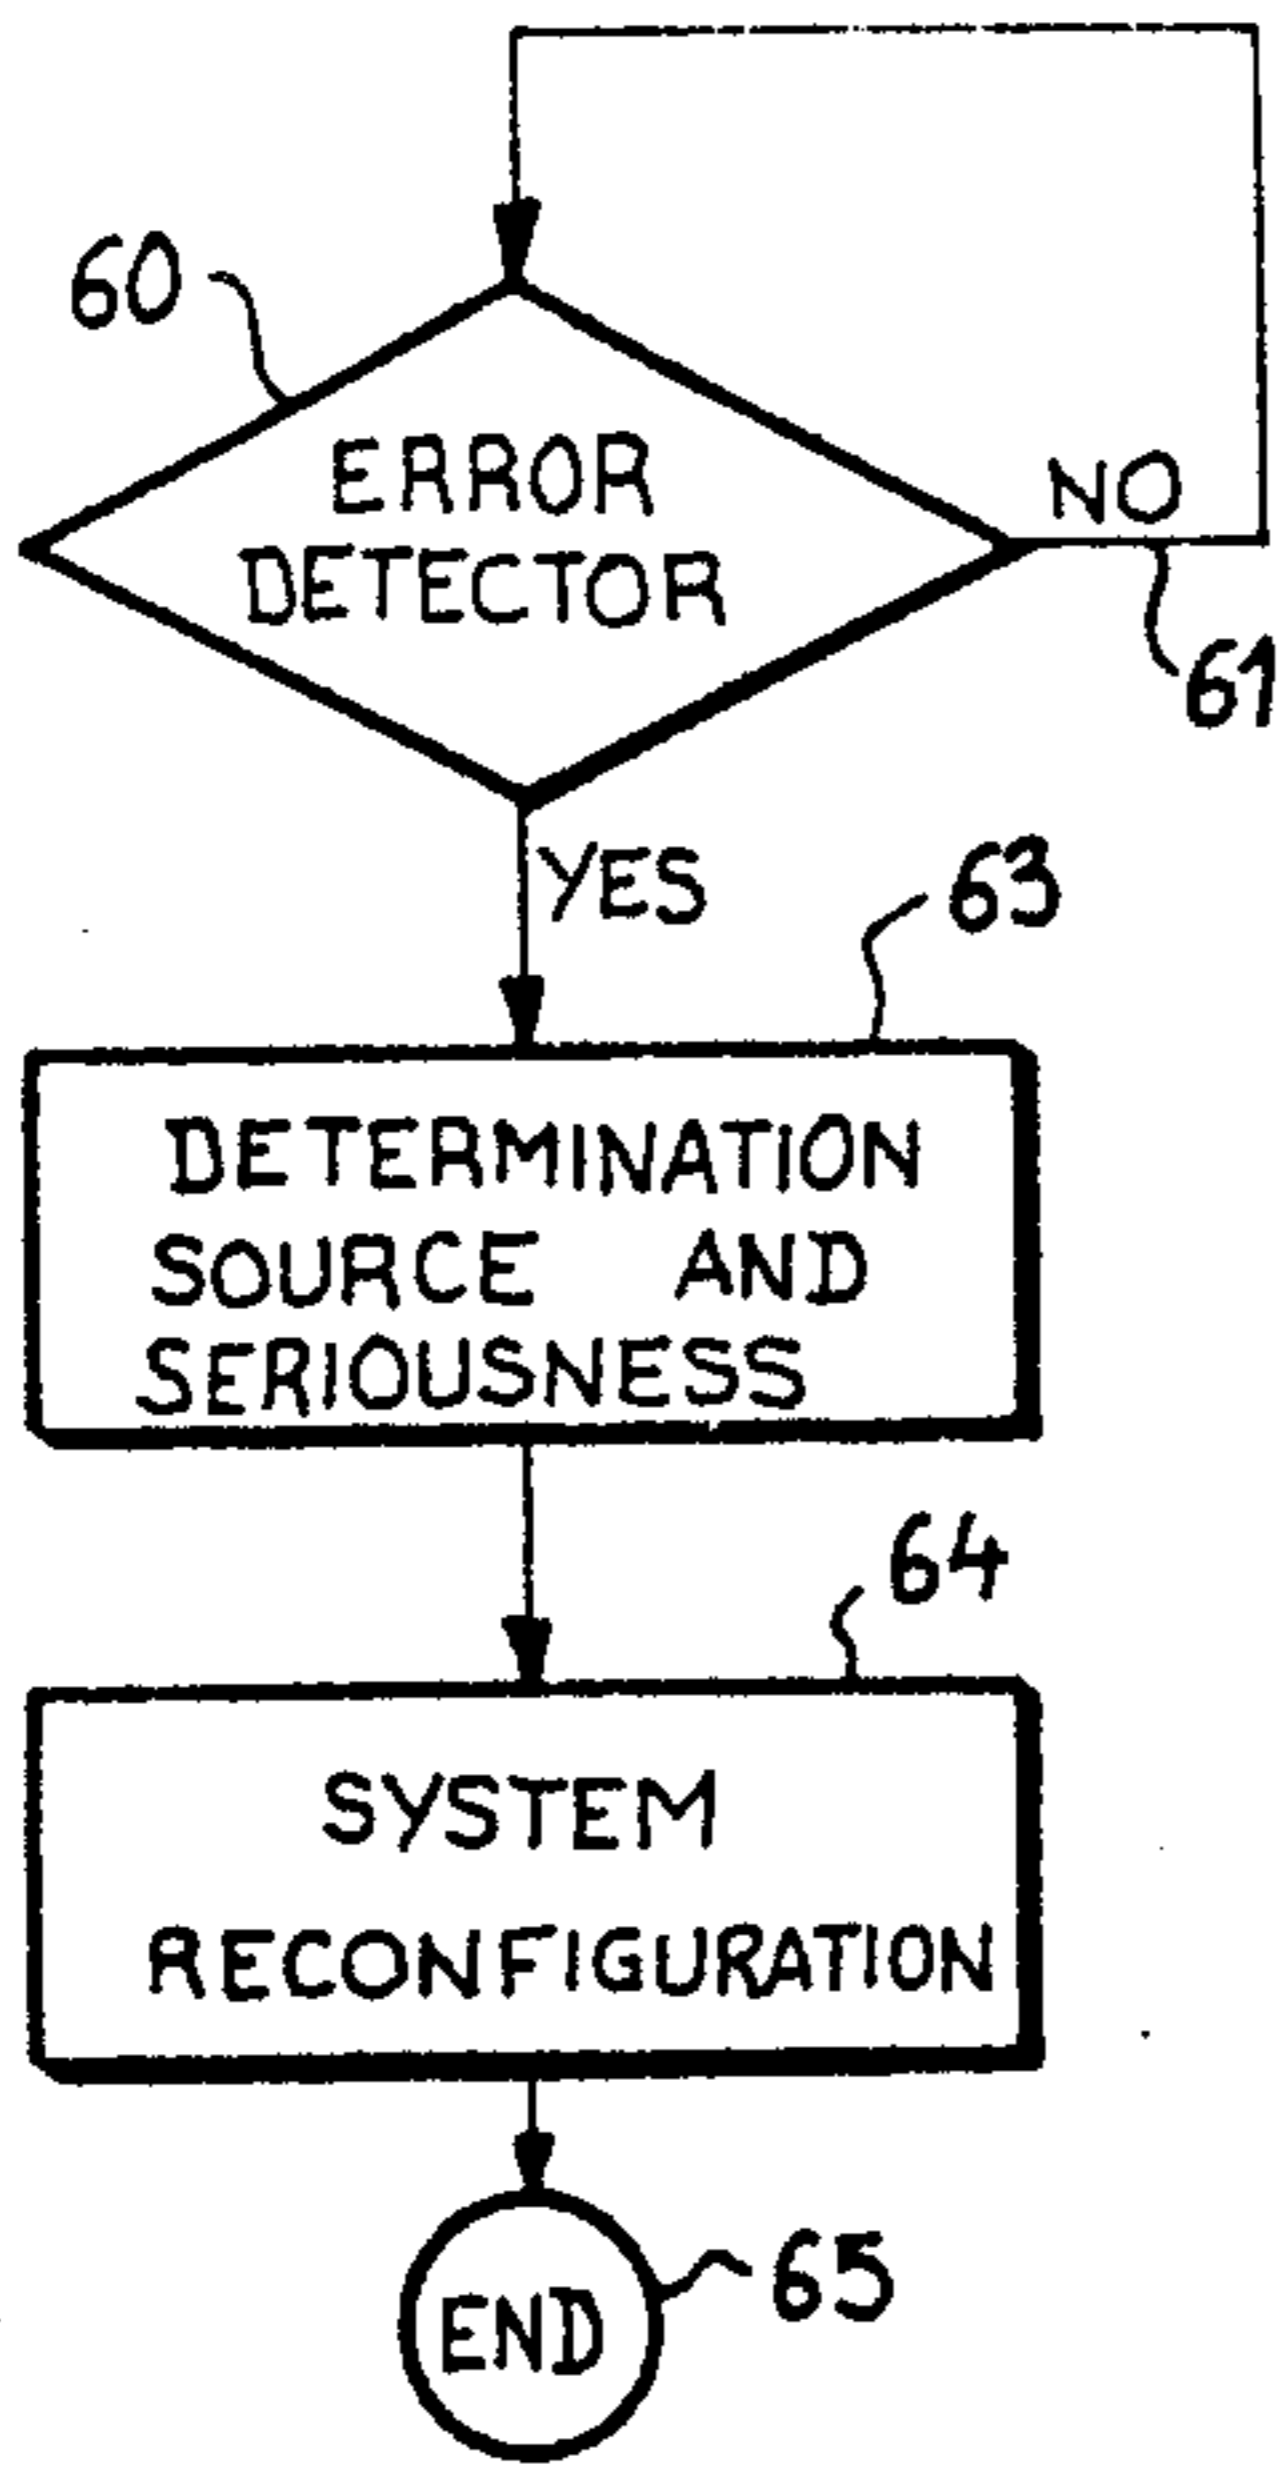 60
ERROR
DETECTOR
NO
61
YES
63
DETERMINATION
SOURCE AND
SERIOUSNESS
64
SYSTEM
RECONFIGURATION
END
65